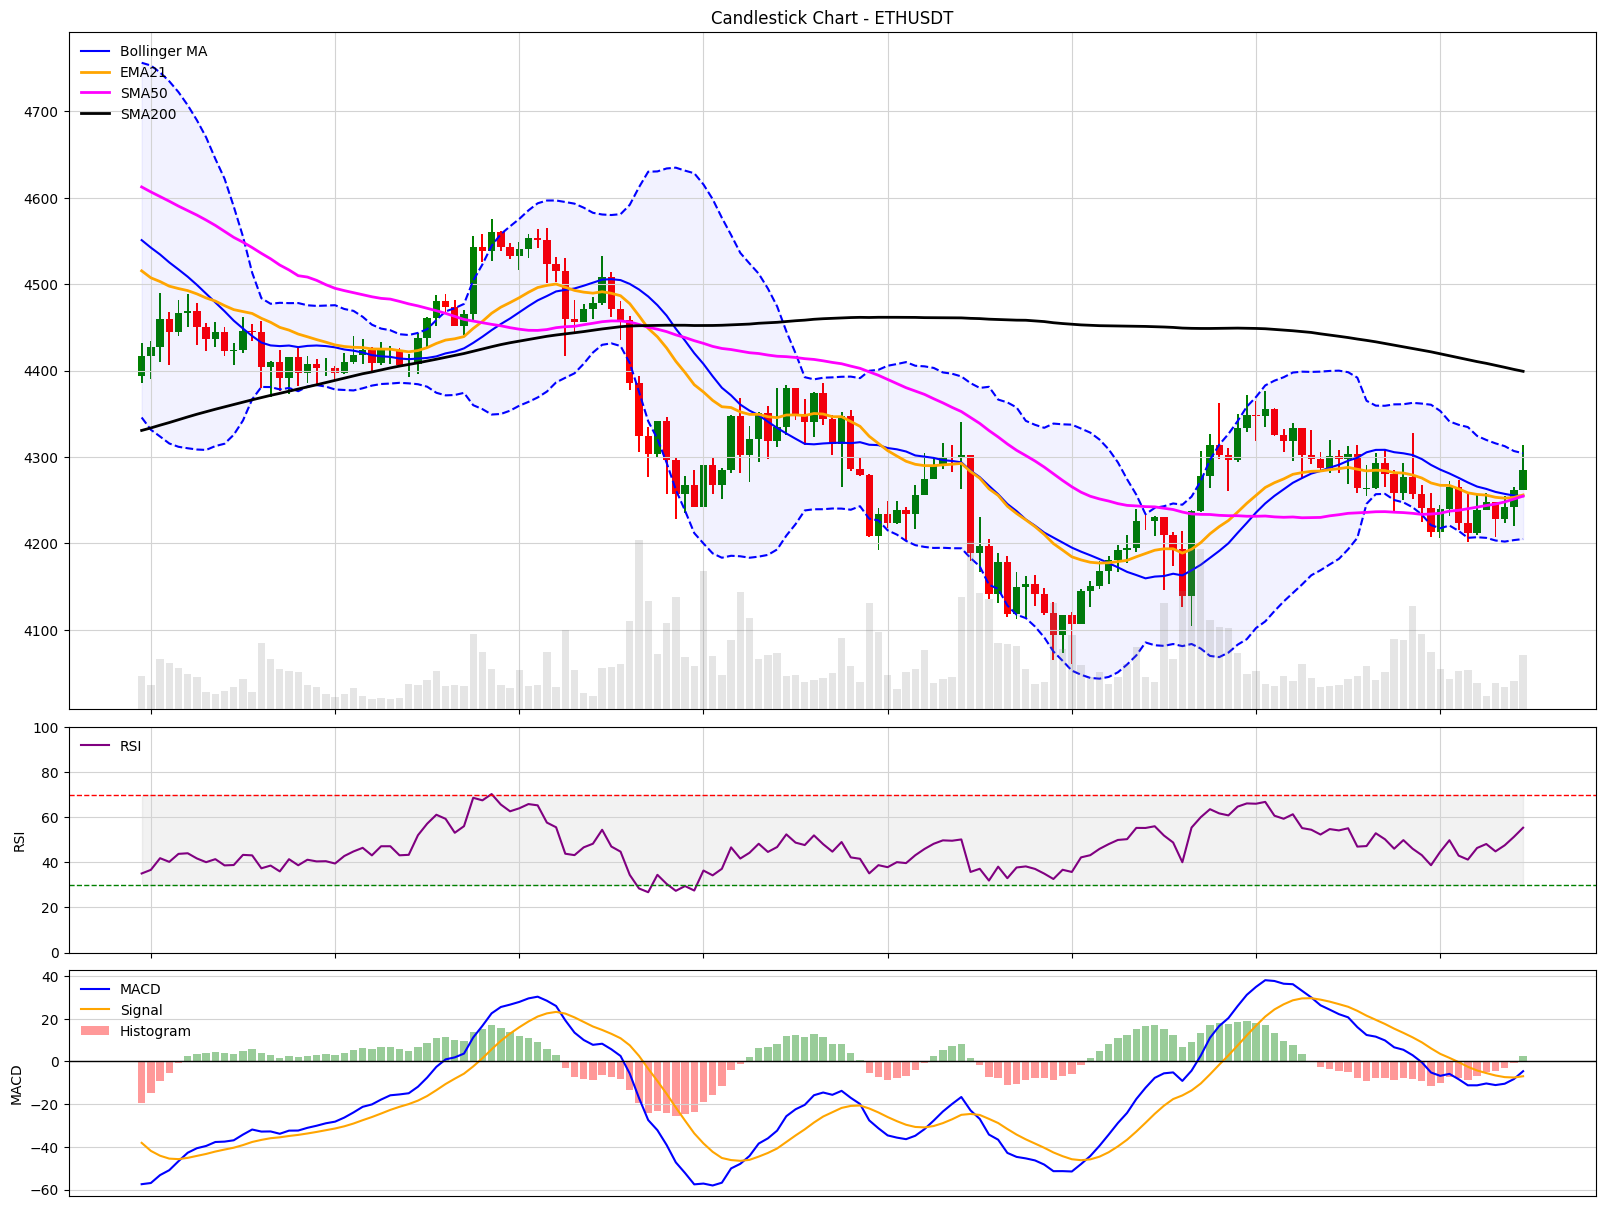 Candlestick Chart - ETHUSDT
Bollinger MA
EMA21
SMA50
SMA200
4700
4600
4500
4400
4300
4200
4100
RSI
100
80
60
40
20
0
RSI
MACD
Signal
Histogram
40
20
0
−20
−40
−60
MACD